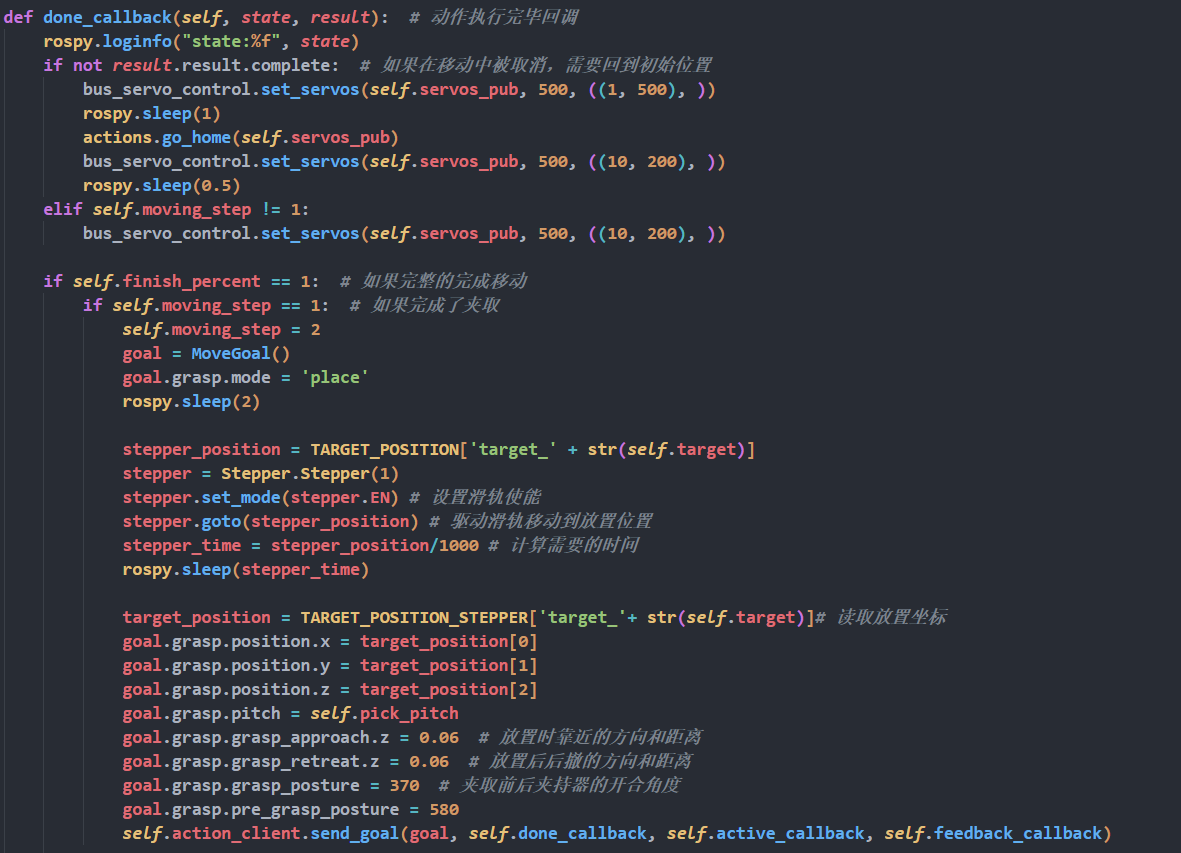 def done_callback(self, state, result):  # 动作执行完毕回调
    rospy.loginfo("state:%f", state)
    if not result.result.complete:  # 如果在移动中被取消，需要回到初始位置
        bus_servo_control.set_servos(self.servos_pub, 500, ((1, 500), ))
        rospy.sleep(1)
        actions.go_home(self.servos_pub)
        bus_servo_control.set_servos(self.servos_pub, 500, ((10, 200), ))
        rospy.sleep(0.5)
    elif self.moving_step != 1:
        bus_servo_control.set_servos(self.servos_pub, 500, ((10, 200), ))

    if self.finish_percent == 1:  # 如果完整的完成移动
        if self.moving_step == 1:  # 如果完成了夹取
            self.moving_step = 2
            goal = MoveGoal()
            goal.grasp.mode = 'place'
            rospy.sleep(2)

            stepper_position = TARGET_POSITION['target_' + str(self.target)]
            stepper = Stepper.Stepper(1)
            stepper.set_mode(stepper.EN) # 设置滑轨使能
            stepper.goto(stepper_position) # 驱动滑轨移动到放置位置
            stepper_time = stepper_position/1000 # 计算需要的时间
            rospy.sleep(stepper_time)

            target_position = TARGET_POSITION_STEPPER['target_'+ str(self.target)]# 读取放置坐标
            goal.grasp.position.x = target_position[0]
            goal.grasp.position.y = target_position[1]
            goal.grasp.position.z = target_position[2]
            goal.grasp.pitch = self.pick_pitch
            goal.grasp.grasp_approach.z = 0.06  # 放置时靠近的方向和距离
            goal.grasp.grasp_retreat.z = 0.06  # 放置后后撤的方向和距离
            goal.grasp.grasp_posture = 370  # 夹取前后夹持器的开合角度
            goal.grasp.pre_grasp_posture = 580
            self.action_client.send_goal(goal, self.done_callback, self.active_callback, self.feedback_callback)